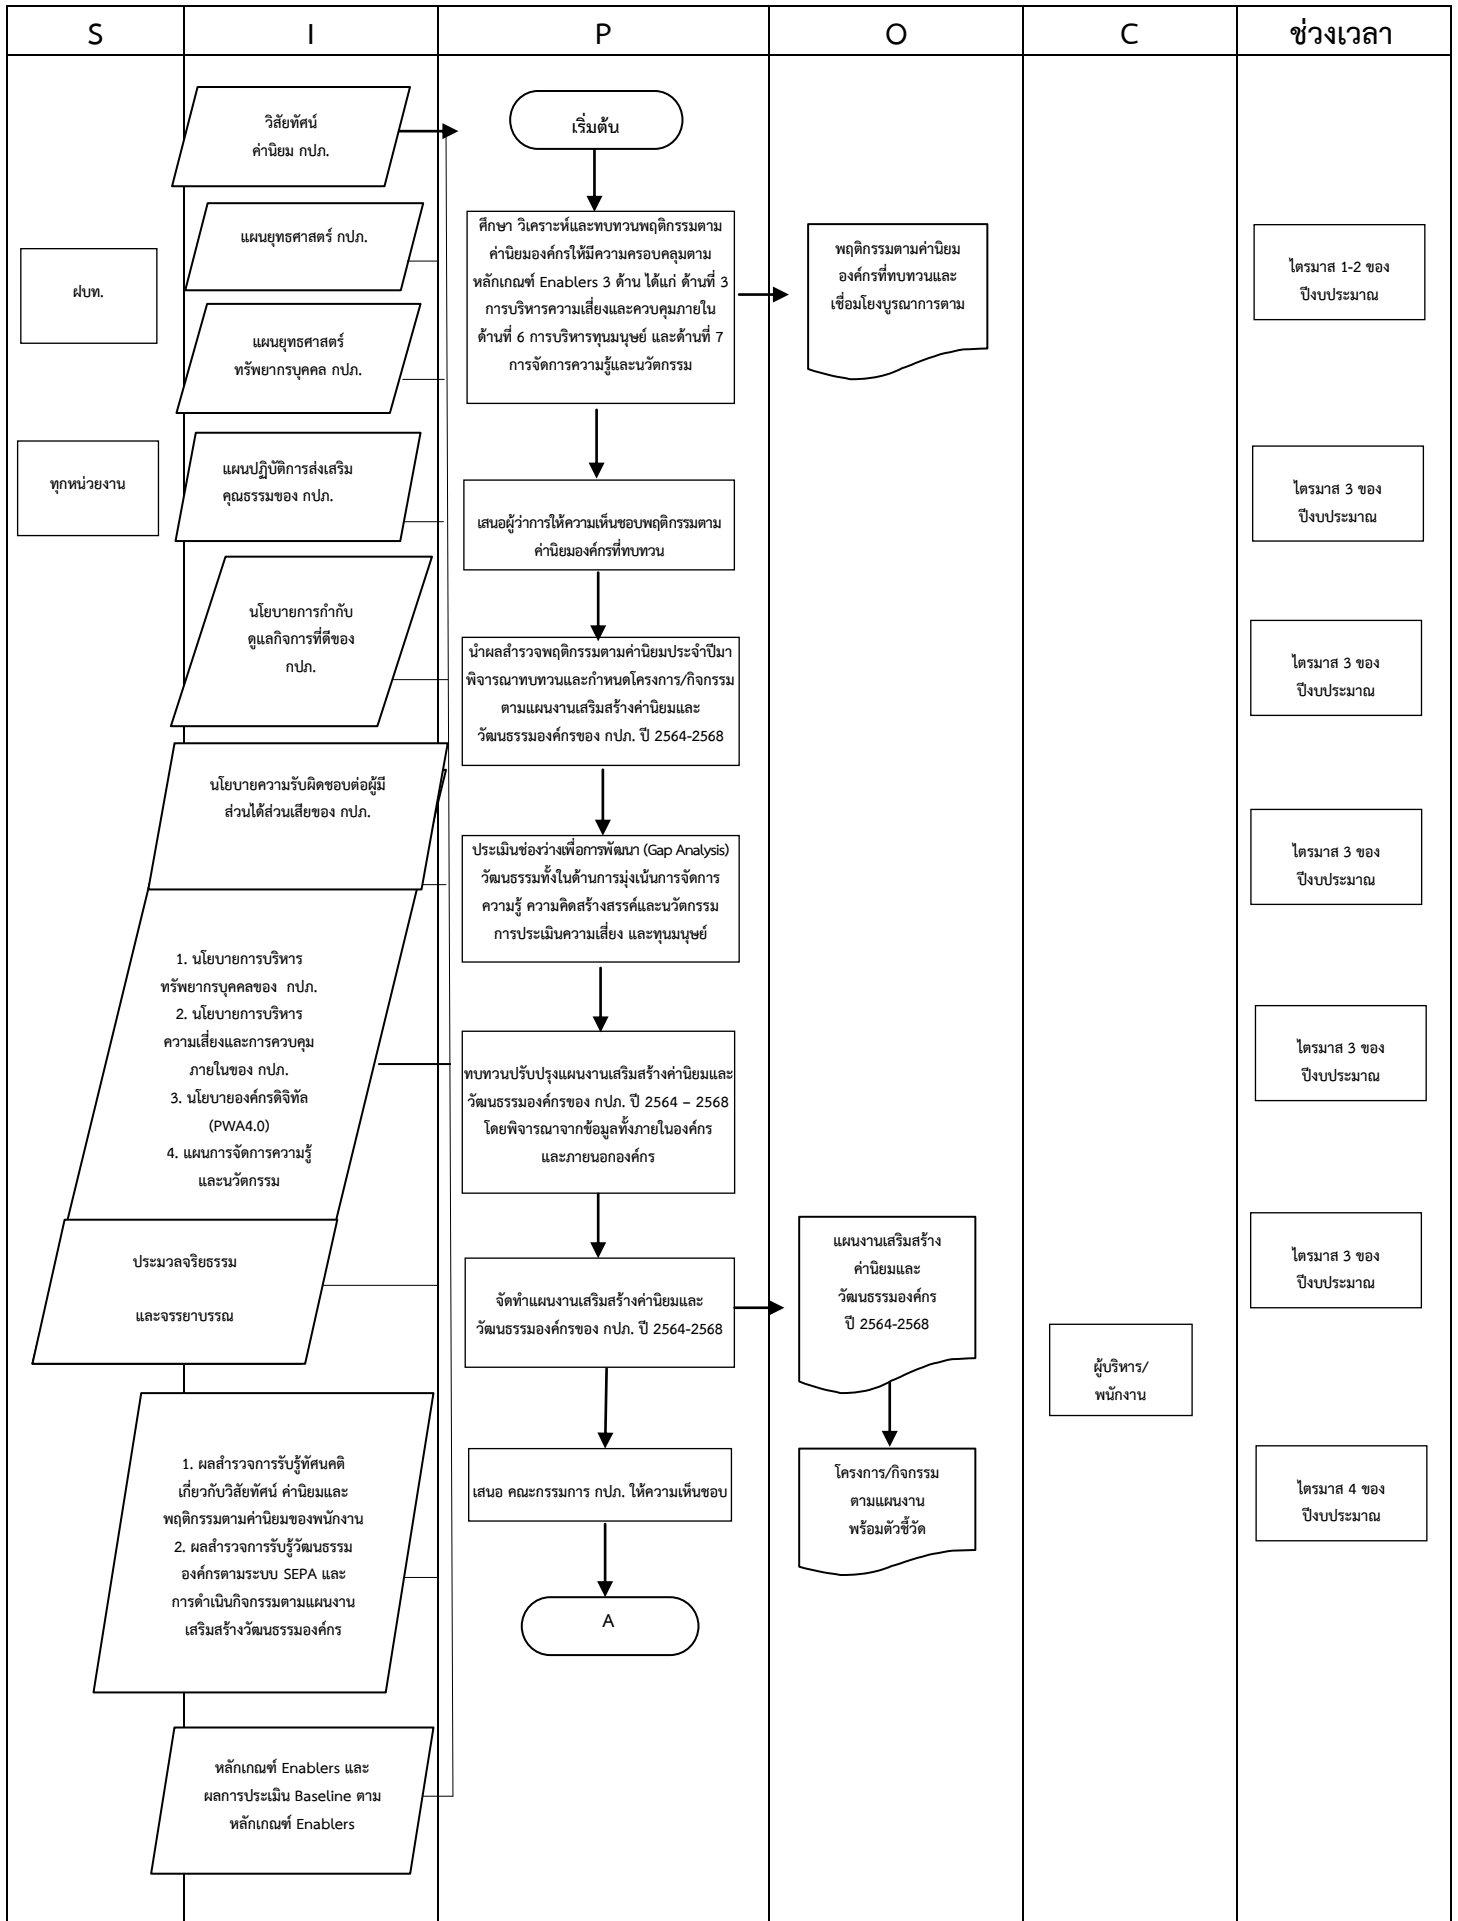 S
I
P
O
C
ช่วงเวลา
ฝบท.
ทุกหน่วยงาน
วิสัยทัศน์
ค่านิยม กปภ.
แผนยุทธศาสตร์ กปภ.
แผนยุทธศาสตร์
ทรัพยากรบุคคล กปภ.
แผนปฏิบัติการส่งเสริม
คุณธรรมของ กปภ.
นโยบายการกำกับ
ดูแลกิจการที่ดีของ
กปภ.
นโยบายความรับผิดชอบต่อผู้มี
ส่วนได้ส่วนเสียของ กปภ.
1. นโยบายการบริหาร
ทรัพยากรบุคคลของ กปภ.
2. นโยบายการบริหาร
ความเสี่ยงและการควบคุม
ภายในของ กปภ.
3. นโยบายองค์กรดิจิทัล
(PWA4.0)
4. แผนการจัดการความรู้
และนวัตกรรม
ประมวลจริยธรรม
และจรรยาบรรณ
1. ผลสำรวจการรับรู้ทัศนคติ
เกี่ยวกับวิสัยทัศน์ ค่านิยมและ
พฤติกรรมตามค่านิยมของพนักงาน
2. ผลสำรวจการรับรู้วัฒนธรรม
องค์กรตามระบบ SEPA และ
การดำเนินกิจกรรมตามแผนงาน
เสริมสร้างวัฒนธรรมองค์กร
หลักเกณฑ์ Enablers และ
ผลการประเมิน Baseline ตาม
หลักเกณฑ์ Enablers
เริ่มต้น
ศึกษา วิเคราะห์และทบทวนพฤติกรรมตาม
ค่านิยมองค์กรให้มีความครอบคลุมตาม
หลักเกณฑ์ Enablers 3 ด้าน ได้แก่ ด้านที่ 3
การบริหารความเสี่ยงและควบคุมภายใน
ด้านที่ 6 การบริหารทุนมนุษย์ และด้านที่ 7
การจัดการความรู้และนวัตกรรม
เสนอผู้ว่าการให้ความเห็นชอบพฤติกรรมตาม
ค่านิยมองค์กรที่ทบทวน
นำผลสำรวจพฤติกรรมตามค่านิยมประจำปีมา
พิจารณาทบทวนและกำหนดโครงการ/กิจกรรม
ตามแผนงานเสริมสร้างค่านิยมและ
วัฒนธรรมองค์กรของ กปภ. ปี 2564-2568
ประเมินช่องว่างเพื่อการพัฒนา (Gap Analysis)
วัฒนธรรมทั้งในด้านการมุ่งเน้นการจัดการ
ความรู้ ความคิดสร้างสรรค์และนวัตกรรม
การประเมินความเสี่ยง และทุนมนุษย์
ทบทวนปรับปรุงแผนงานเสริมสร้างค่านิยมและ
วัฒนธรรมองค์กรของ กปภ. ปี 2564 – 2568
โดยพิจารณาจากข้อมูลทั้งภายในองค์กร
และภายนอกองค์กร
จัดทำแผนงานเสริมสร้างค่านิยมและ
วัฒนธรรมองค์กรของ กปภ. ปี 2564-2568
เสนอ คณะกรรมการ กปภ. ให้ความเห็นชอบ
A
พฤติกรรมตามค่านิยม
องค์กรที่ทบทวนและ
เชื่อมโยงบูรณาการตาม
แผนงานเสริมสร้าง
ค่านิยมและ
วัฒนธรรมองค์กร
ปี 2564-2568
โครงการ/กิจกรรม
ตามแผนงาน
พร้อมตัวชี้วัด
ผู้บริหาร/
พนักงาน
ไตรมาส 1-2 ของ
ปีงบประมาณ
ไตรมาส 3 ของ
ปีงบประมาณ
ไตรมาส 3 ของ
ปีงบประมาณ
ไตรมาส 3 ของ
ปีงบประมาณ
ไตรมาส 3 ของ
ปีงบประมาณ
ไตรมาส 3 ของ
ปีงบประมาณ
ไตรมาส 4 ของ
ปีงบประมาณ